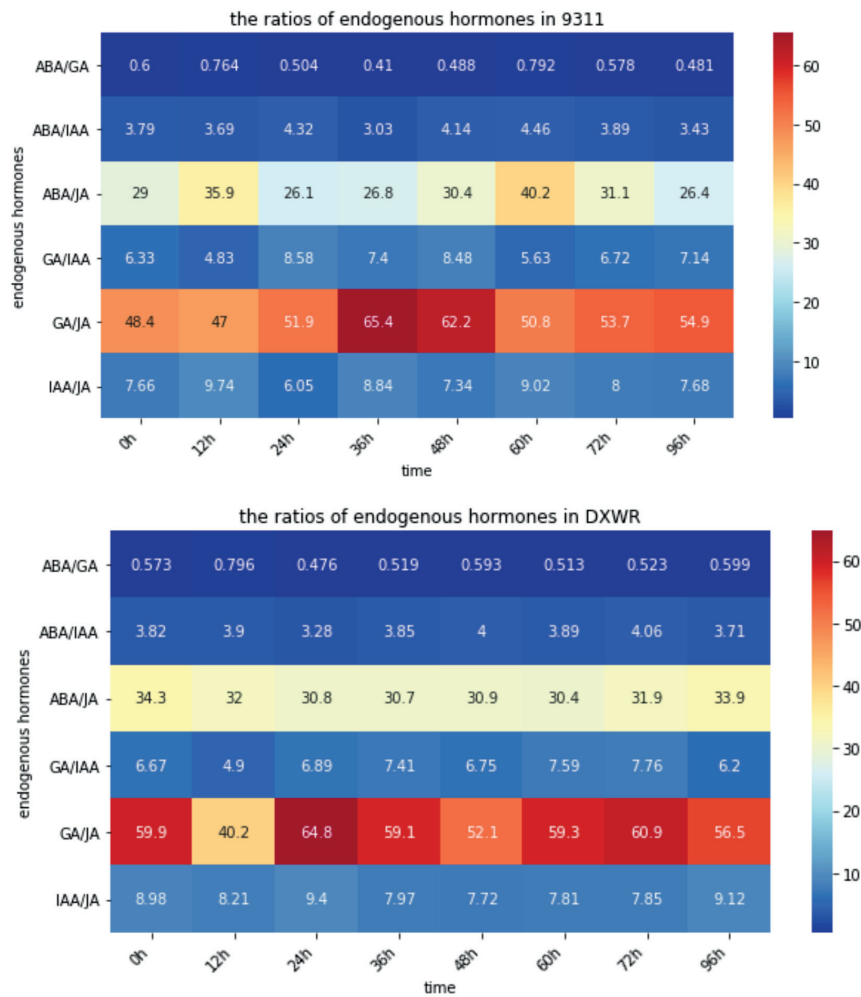 the ratios of endogenous hormones in 9311
ABA/GA 0.6 0.764 0.504 0.41 0.488 0.792 0.578 0.481
ABA/IAA 3.79 3.69 4.32 3.03 4.14 4.46 3.89 3.43
ABA/JA 29 35.9 26.1 26.8 30.4 40.2 31.1 26.4
GA/IAA 6.33 4.83 8.58 7.4 8.48 5.63 6.72 7.14
GA/JA 48.4 47 51.9 65.4 62.2 50.8 53.7 54.9
IAA/JA 7.66 9.74 6.05 8.84 7.34 9.02 8 7.68
endogenous hormones
0h 12h 24h 36h 48h 60h 72h 96h
time
60
50
40
30
20
10
the ratios of endogenous hormones in DXWR
ABA/GA 0.573 0.796 0.476 0.519 0.593 0.513 0.523 0.599
ABA/IAA 3.82 3.9 3.28 3.85 4 3.89 4.06 3.71
ABA/JA 34.3 32 30.8 30.7 30.9 30.4 31.9 33.9
GA/IAA 6.67 4.9 6.89 7.41 6.75 7.59 7.76 6.2
GA/JA 59.9 40.2 64.8 59.1 52.1 59.3 60.9 56.5
IAA/JA 8.98 8.21 9.4 7.97 7.72 7.81 7.85 9.12
endogenous hormones
0h 12h 24h 36h 48h 60h 72h 96h
time
60
50
40
30
20
10